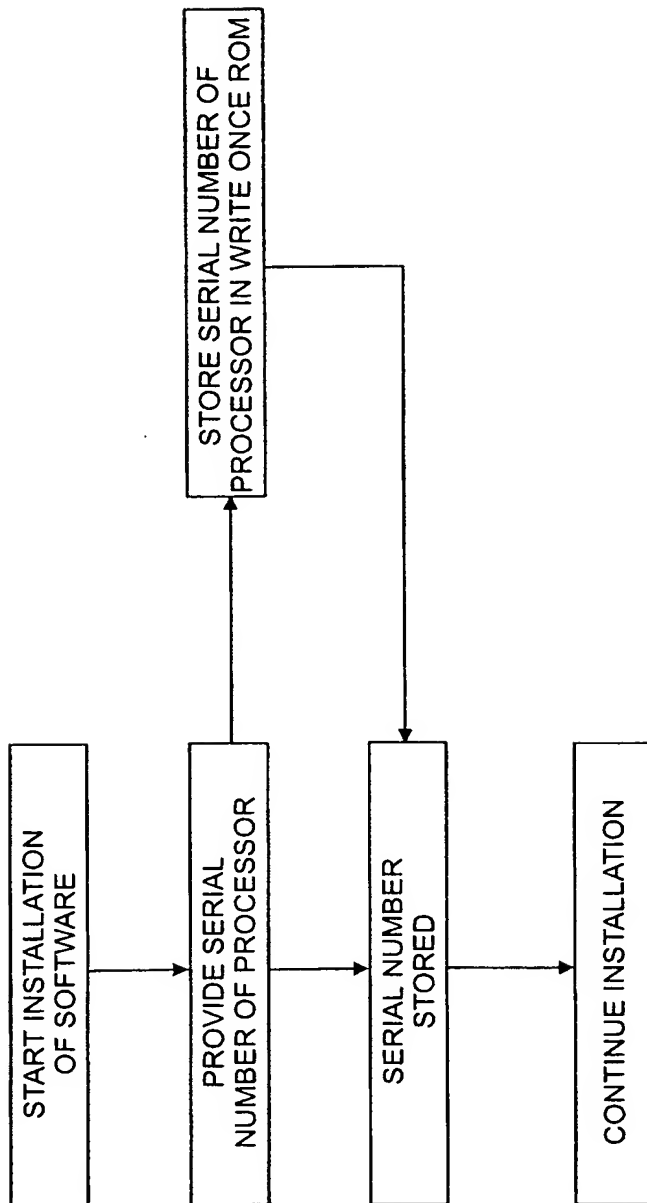 START INSTALLATION
OF SOFTWARE
PROVIDE SERIAL
NUMBER OF PROCESSOR
STORE SERIAL NUMBER OF
PROCESSOR IN WRITE ONCE ROM
SERIAL NUMBER
STORED
CONTINUE INSTALLATION